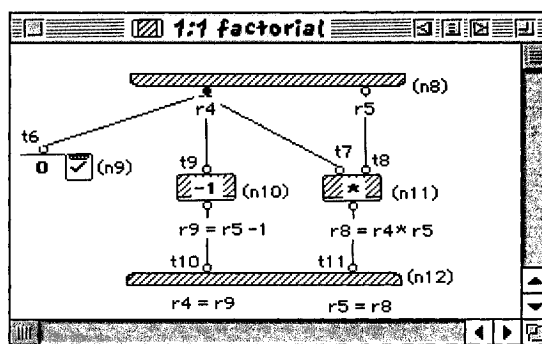 1:1 factorial
(n8)
r4 r5
t6
0 (n9)
t9 t7 t8
-1 (n10) * (n11)
r9 = r5 -1 r8 = r4* r5
t10 t11
(n12)
r4 = r9 r5 = r8